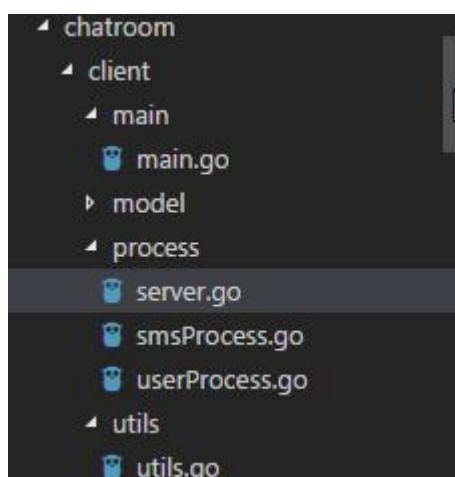 chatroom
client
main
main.go
model
process
server.go
smsProcess.go
userProcess.go
utils
utils.go